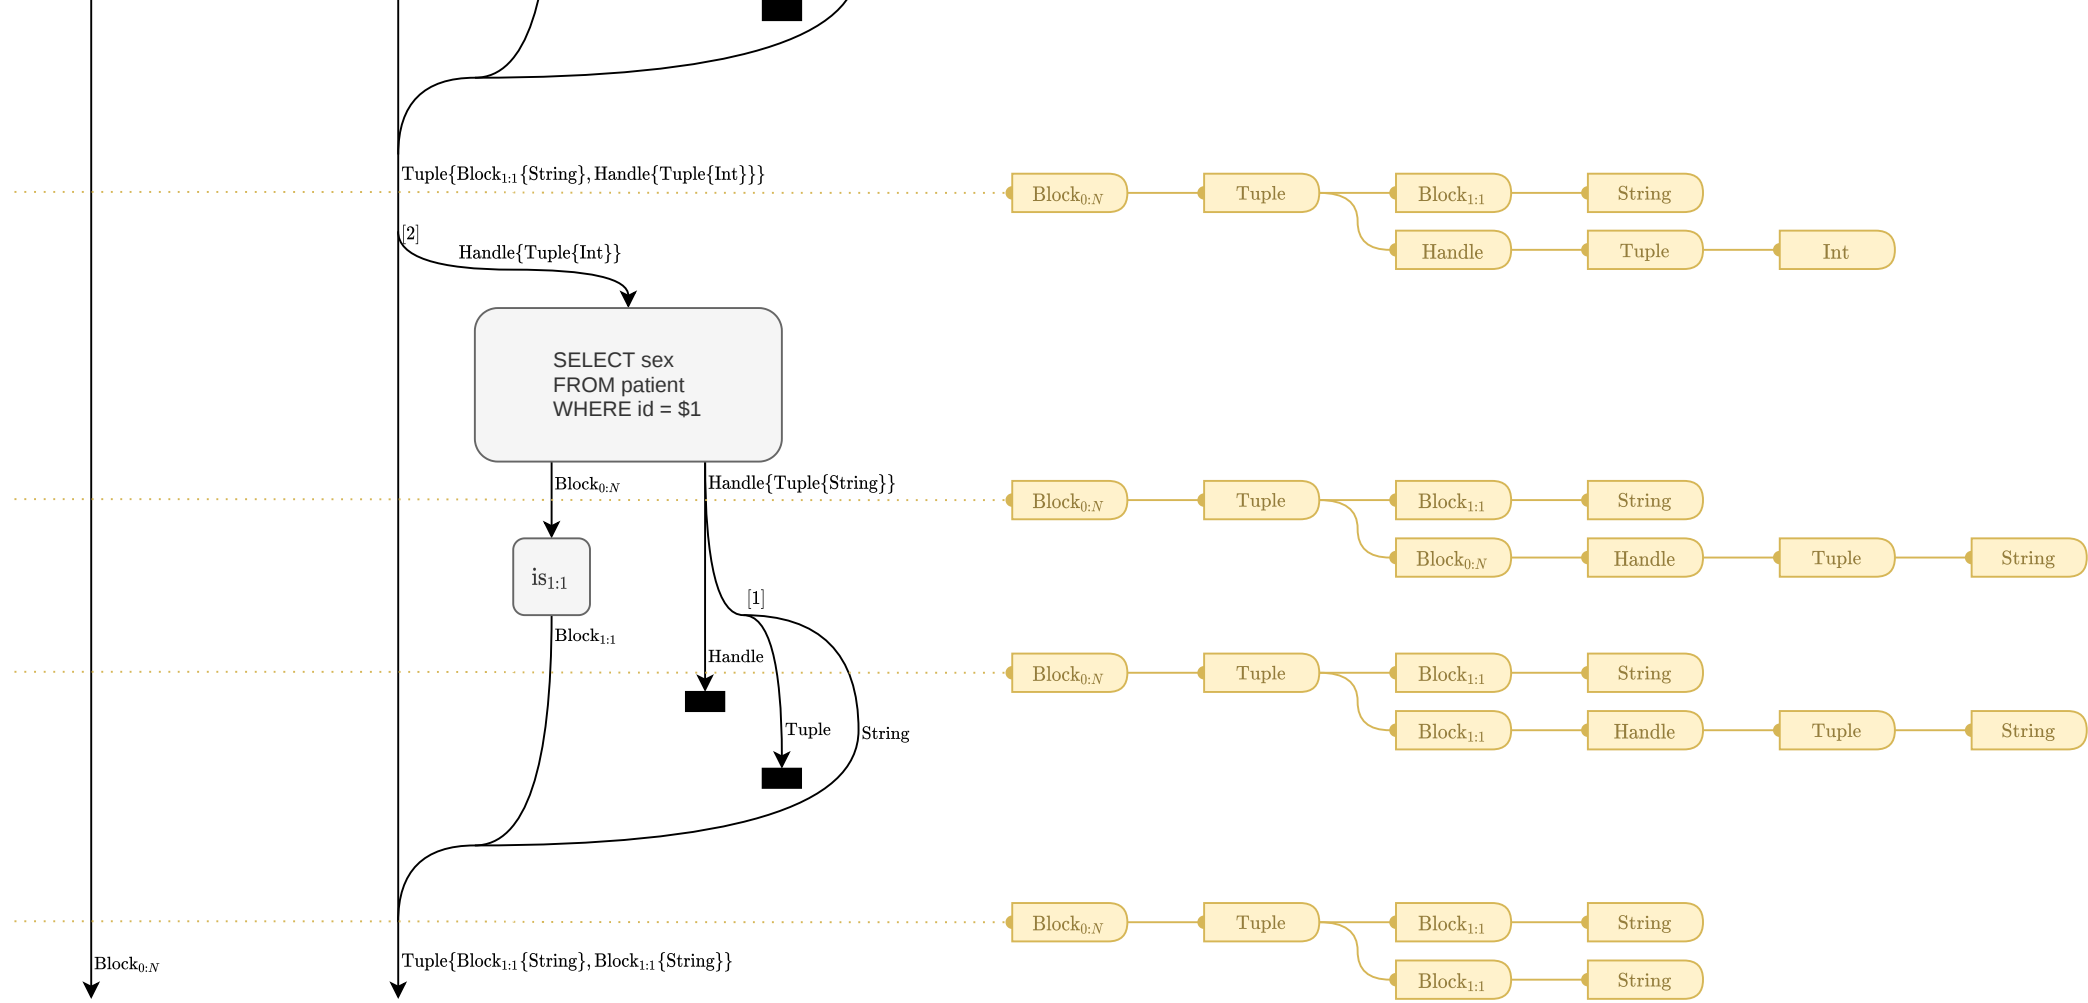 Tuple{Block1:1{String}, Handle{Tuple{Int}}}
Block0:N Tuple Block1:1 String
[2]
Handle{Tuple{Int}}
Handle Tuple Int
SELECT sex
FROM patient
WHERE id = $1
Block0:N Handle{Tuple{String}}
Block0:N Tuple Block1:1 String
Block0:N Handle Tuple String
is1:1
[1]
Block1:1
Handle
Block0:N Tuple Block1:1 String
Tuple String
Block1:1 Handle Tuple String
Block0:N Tuple Block1:1 String
Block0:N
Tuple{Block1:1{String}, Block1:1{String}}
Block1:1 String